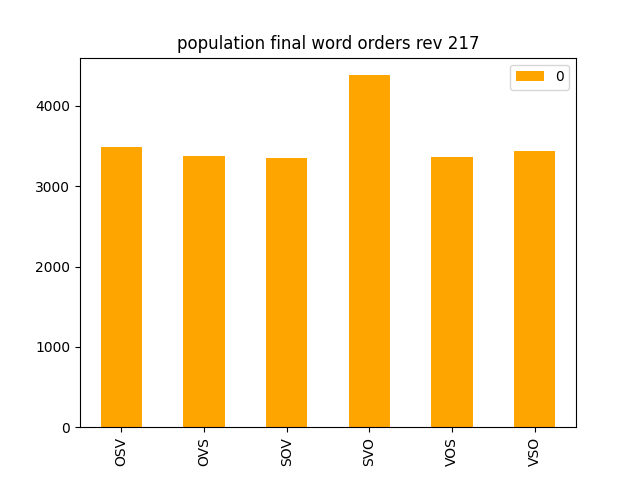 population final word orders rev 217
0
4000
3000
2000
1000
0
OSV
OVS
SOV
SVO
VOS
VSO